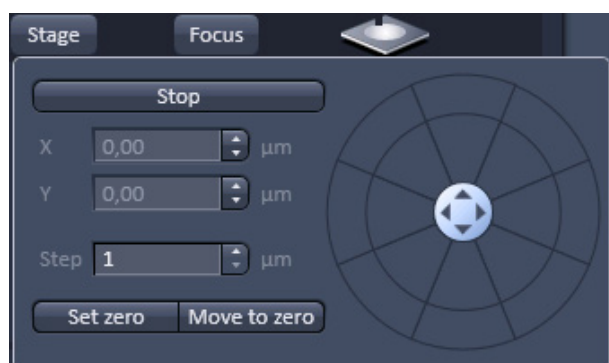 Stage Focus
Stop
X 0,00 µm
Y 0,00 µm
Step 1 µm
Set zero Move to zero